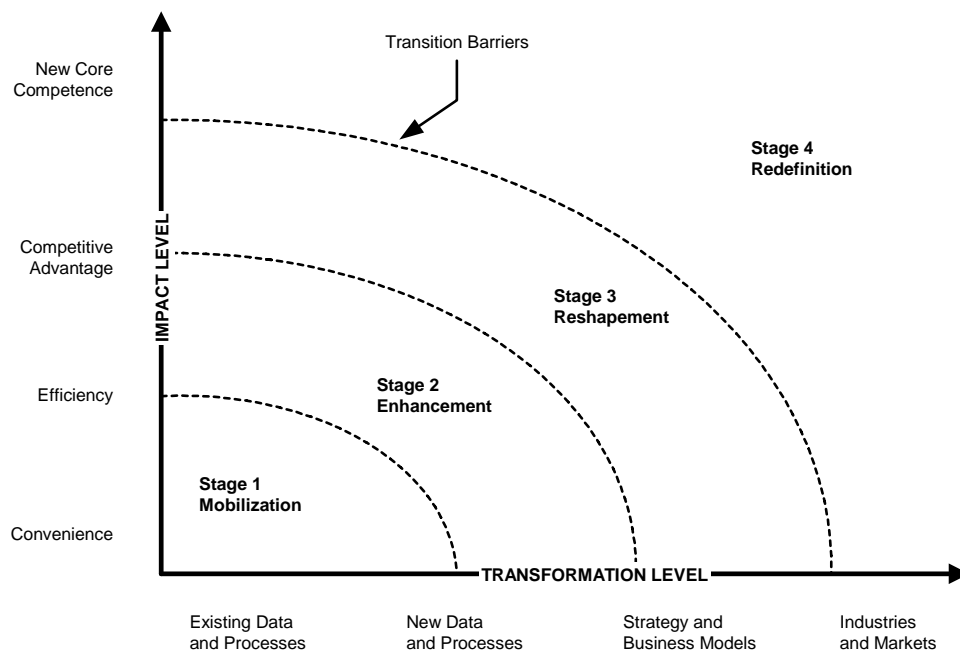 Transition Barriers
New Core
Competence
Stage 4
Redefinition
IMPACT LEVEL
Competitive
Advantage
Stage 3
Reshapement
Stage 2
Enhancement
Efficiency
Stage 1
Mobilization
Convenience
TRANSFORMATION LEVEL
Existing Data
and Processes
New Data
and Processes
Strategy and
Business Models
Industries
and Markets